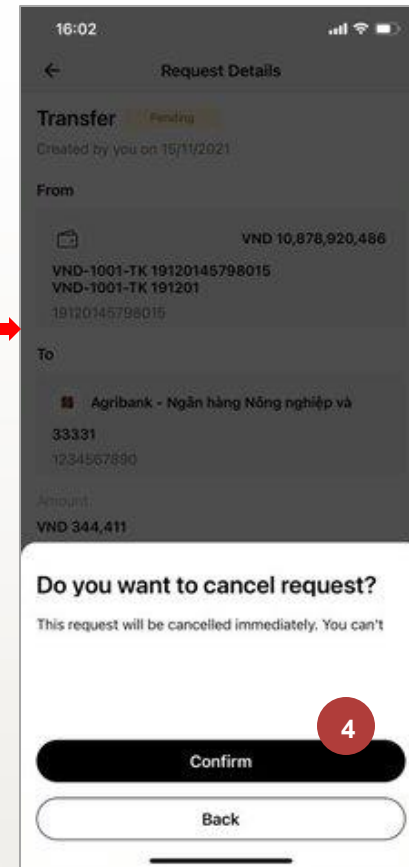 16:02
Request Details
Transfer Pending
Created by you on 15/11/2021
From
VND 10,878,920,486
VND-1001-TK 19120145798015
VND-1001-TK 191201
19120145798015
To
Agribank - Ngân hàng Nông nghiệp và
33331
1234567890
Amount
VND 344,411
Do you want to cancel request?
This request will be cancelled immediately. You can't
4
Confirm
Back